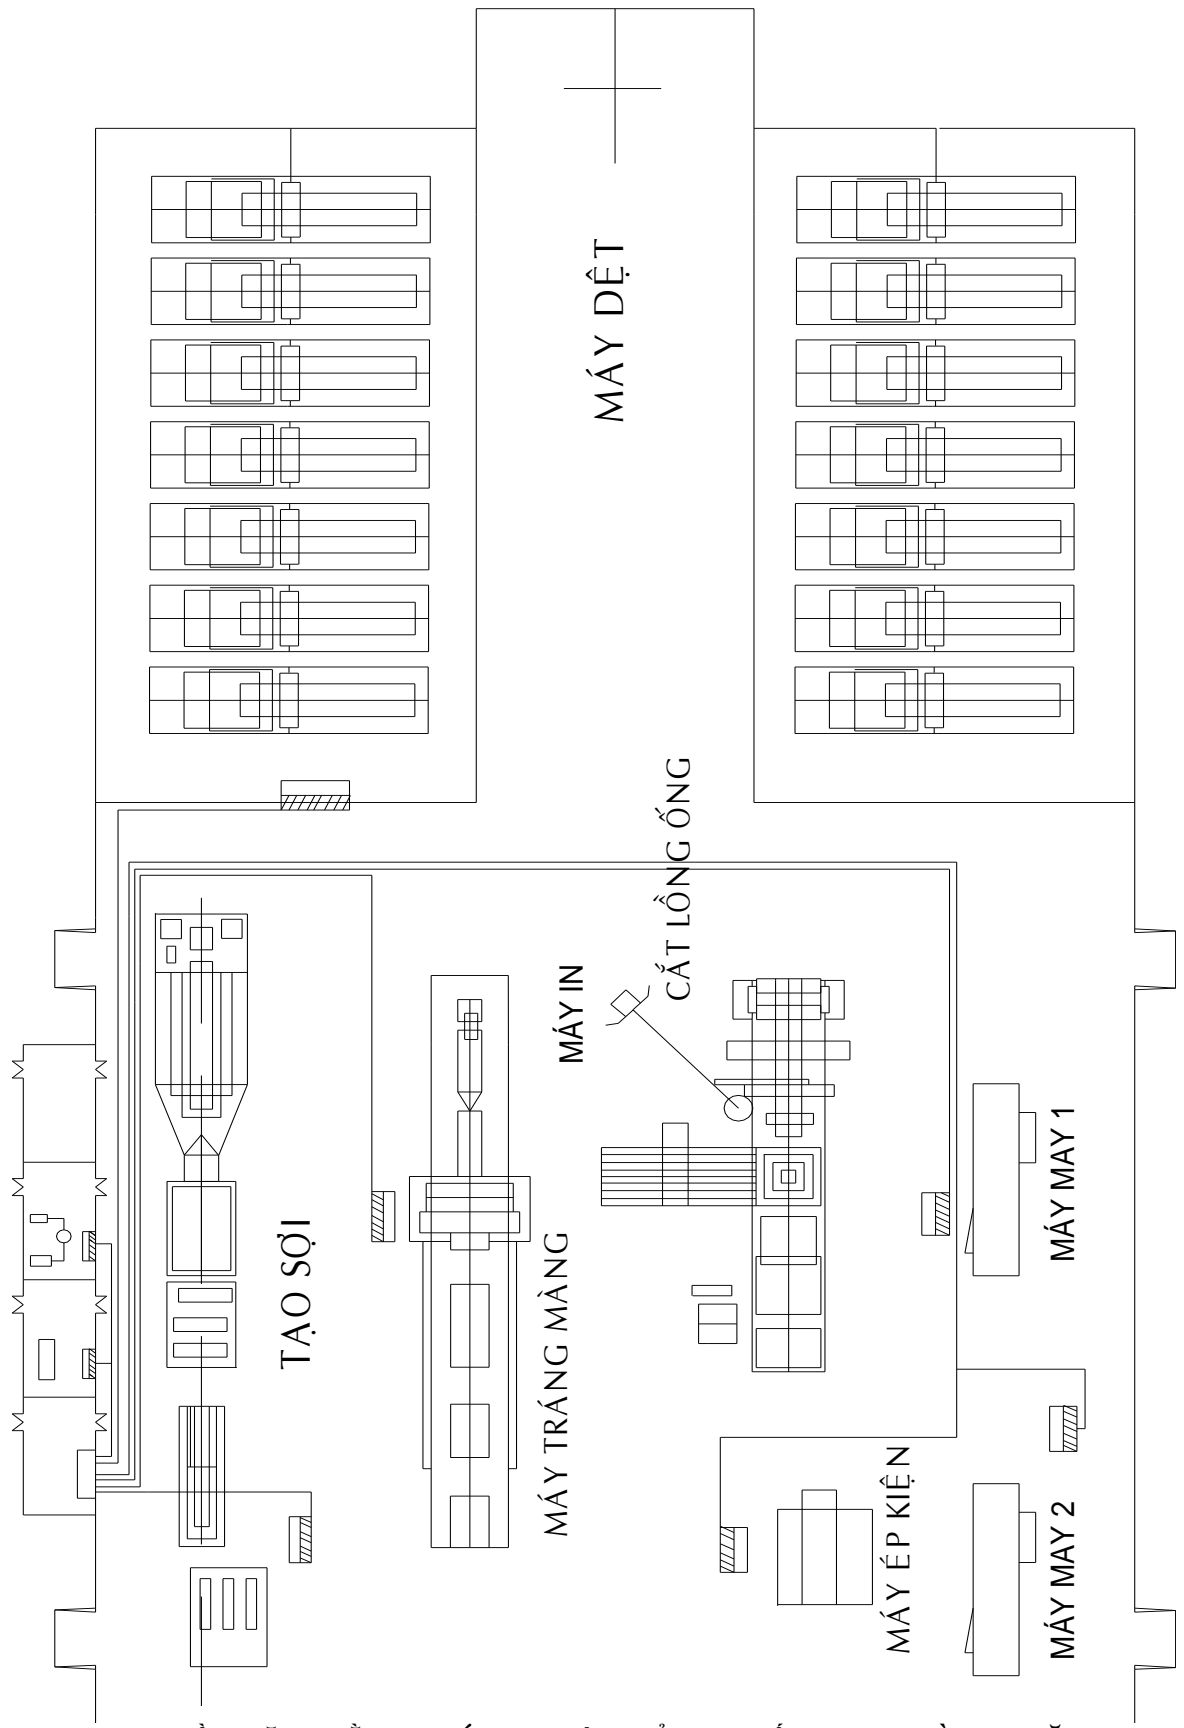 MÁY DỆT
CẮT LỒNG ỐNG
MÁY IN
TẠO SỢI
MÁY TRÁNG MÀNG
MÁY MAY 1
MÁY ÉP KIỆN
MÁY MAY 2